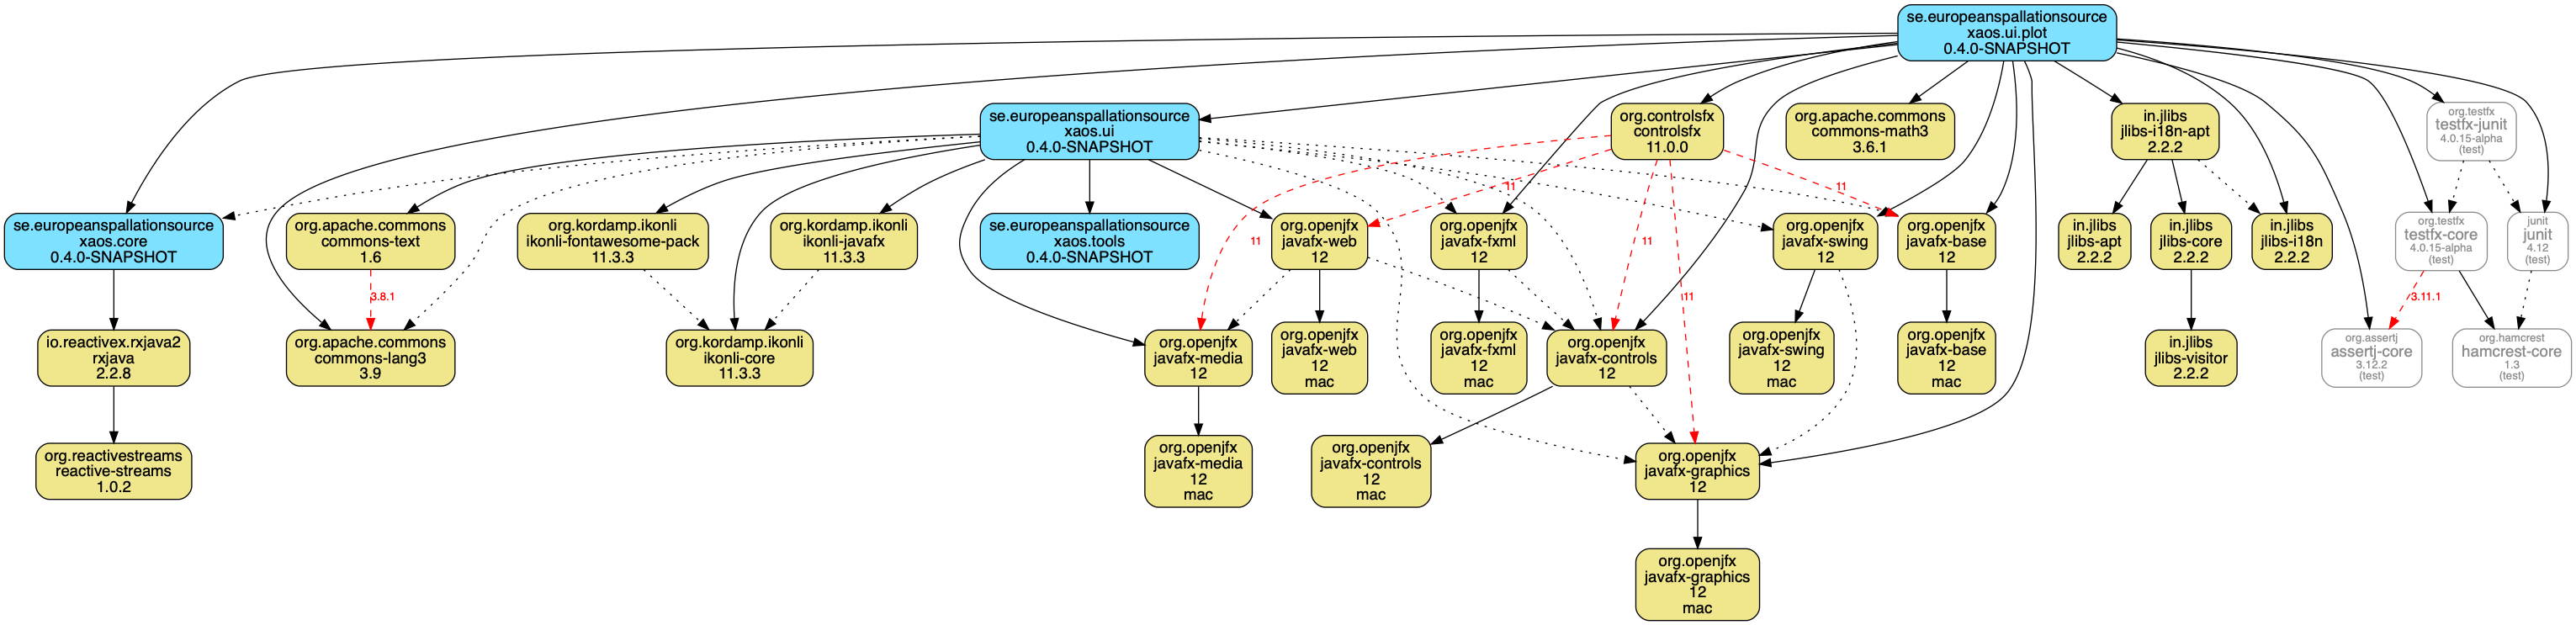 se.europeanspallationsource
xaos.ui.plot
0.4.0-SNAPSHOT
se.europeanspallationsource
xaos.ui
0.4.0-SNAPSHOT
org.controlsfx
controlsfx
11.0.0
org.apache.commons
commons-math3
3.6.1
in.jlibs
jlibs-i18n-apt
2.2.2
org.testfx
testfx-junit
4.0.15-alpha
(test)
11
11
se.europeanspallationsource
xaos.core
0.4.0-SNAPSHOT
org.apache.commons
commons-text
1.6
org.kordamp.ikonli
ikonli-fontawesome-pack
11.3.3
org.kordamp.ikonli
ikonli-javafx
11.3.3
se.europeanspallationsource
xaos.tools
0.4.0-SNAPSHOT
org.openjfx
javafx-web
12
org.openjfx
javafx-fxml
12
org.openjfx
javafx-swing
12
org.openjfx
javafx-base
12
in.jlibs
jlibs-apt
2.2.2
in.jlibs
jlibs-core
2.2.2
in.jlibs
jlibs-i18n
2.2.2
org.testfx
testfx-core
4.0.15-alpha
(test)
junit
junit
4.12
(test)
11
11
3.8.1
11
3.11.1
io.reactivex.rxjava2
rxjava
2.2.8
org.apache.commons
commons-lang3
3.9
org.kordamp.ikonli
ikonli-core
11.3.3
org.openjfx
javafx-media
12
org.openjfx
javafx-web
12
mac
org.openjfx
javafx-fxml
12
mac
org.openjfx
javafx-controls
12
org.openjfx
javafx-swing
12
mac
org.openjfx
javafx-base
12
mac
in.jlibs
jlibs-visitor
2.2.2
org.assertj
assertj-core
3.12.2
(test)
org.hamcrest
hamcrest-core
1.3
(test)
org.reactivestreams
reactive-streams
1.0.2
org.openjfx
javafx-media
12
mac
org.openjfx
javafx-controls
12
mac
org.openjfx
javafx-graphics
12
org.openjfx
javafx-graphics
12
mac